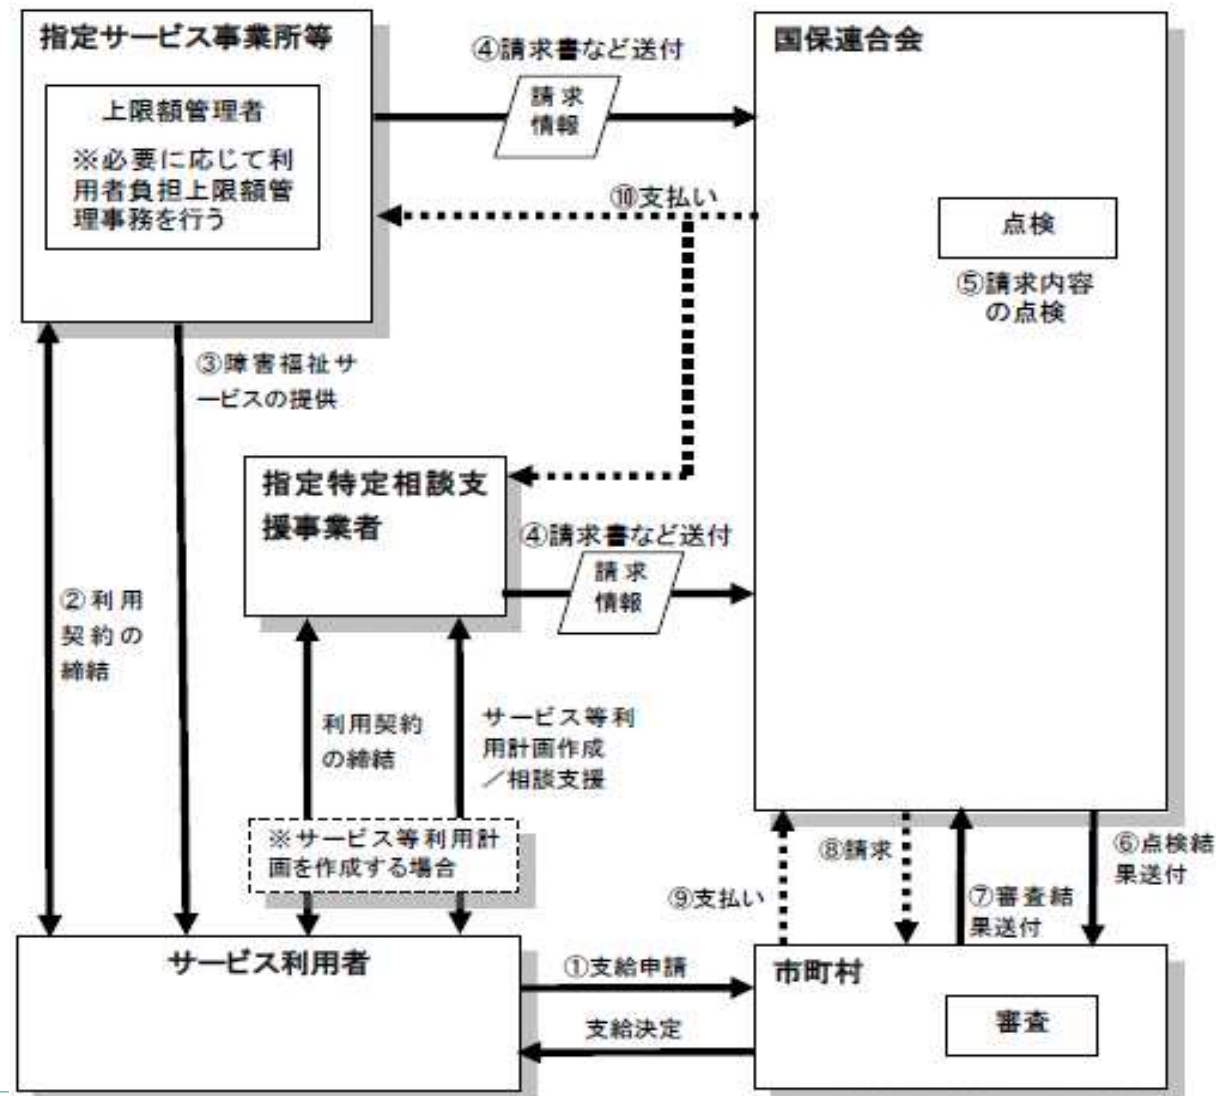 指定サービス事業所等
上限額管理者
※必要に応じて利
用者負担上限額管
理事務を行う
④請求書など送付
請求
情報
国保連合会
⑩支払い
点検
⑤請求内容
の点検
③障害福祉サ
ービスの提供
指定特定相談支
援事業者
④請求書など送付
請求
情報
②利用
契約の
締結
利用契約
の締結
サービス等利
用計画作成
／相談支援
※サービス等利用計
画を作成する場合
⑨支払い
⑧請求
⑦審査結
果送付
⑥点検結
果送付
サービス利用者
①支給申請
支給決定
市町村
審査